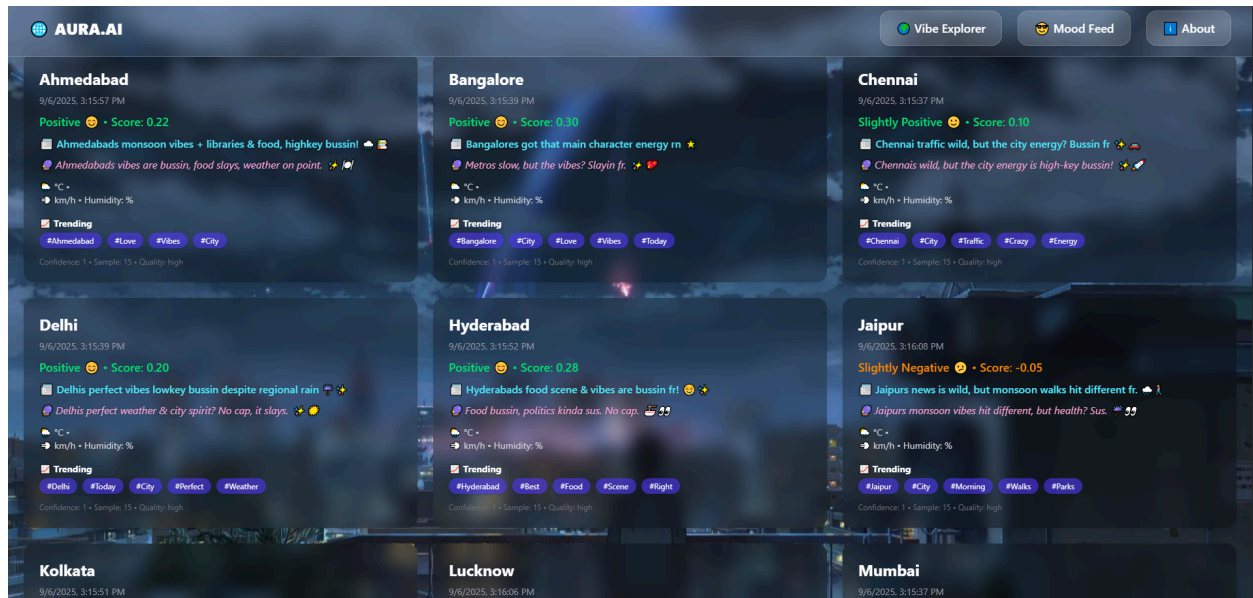 🌐 AURA.AI
🌍 Vibe Explorer
😎 Mood Feed
ℹ️ About
Ahmedabad
9/6/2025, 3:15:57 PM
Positive 😊 • Score: 0.22
📰 Ahmedabads monsoon vibes + libraries & food, highkey bussin! ☁️ 📚
🔮 Ahmedabads vibes are bussin, food slays, weather on point. ✨ 🍽️
🌤️ °C •
💨 km/h • Humidity: %
📈 Trending
#Ahmedabad #Love #Vibes #City
Confidence: 1 • Sample: 15 • Quality: high
Bangalore
9/6/2025, 3:15:39 PM
Positive 😊 • Score: 0.30
📰 Bangalores got that main character energy rn ⭐
🔮 Metros slow, but the vibes? Slayin fr. ✨ 💖
🌤️ °C •
💨 km/h • Humidity: %
📈 Trending
#Bangalore #City #Love #Vibes #Today
Confidence: 1 • Sample: 15 • Quality: high
Chennai
9/6/2025, 3:15:37 PM
Slightly Positive 🙂 • Score: 0.10
📰 Chennai traffic wild, but the city energy? Bussin fr ✨ 🚗
🔮 Chennais wild, but the city energy is high-key bussin! ✨ 🚀
🌤️ °C •
💨 km/h • Humidity: %
📈 Trending
#Chennai #City #Traffic #Crazy #Energy
Confidence: 1 • Sample: 15 • Quality: high
Delhi
9/6/2025, 3:15:39 PM
Positive 😊 • Score: 0.20
📰 Delhis perfect vibes lowkey bussin despite regional rain ☔ ✨
🔮 Delhis perfect weather & city spirit? No cap, it slays. ✨ ☀️
🌤️ °C •
💨 km/h • Humidity: %
📈 Trending
#Delhi #Today #City #Perfect #Weather
Confidence: 1 • Sample: 15 • Quality: high
Hyderabad
9/6/2025, 3:15:52 PM
Positive 😊 • Score: 0.28
📰 Hyderabads food scene & vibes are bussin fr! 😊 ✨
🔮 Food bussin, politics kinda sus. No cap. 🍜 👀
🌧️ °C •
💨 km/h • Humidity: %
📈 Trending
#Hyderabad #Best #Food #Scene #Right
Confidence: 1 • Sample: 15 • Quality: high
Jaipur
9/6/2025, 3:16:08 PM
Slightly Negative 😕 • Score: -0.05
📰 Jaipurs news is wild, but monsoon walks hit different fr. 🌧️ 🚶
🔮 Jaipurs monsoon vibes hit different, but health? Sus. ☔ 👀
🌤️ °C •
💨 km/h • Humidity: %
📈 Trending
#Jaipur #City #Morning #Walks #Parks
Confidence: 1 • Sample: 15 • Quality: high
Kolkata
9/6/2025, 3:15:51 PM
Lucknow
9/6/2025, 3:16:06 PM
Mumbai
9/6/2025, 3:15:37 PM